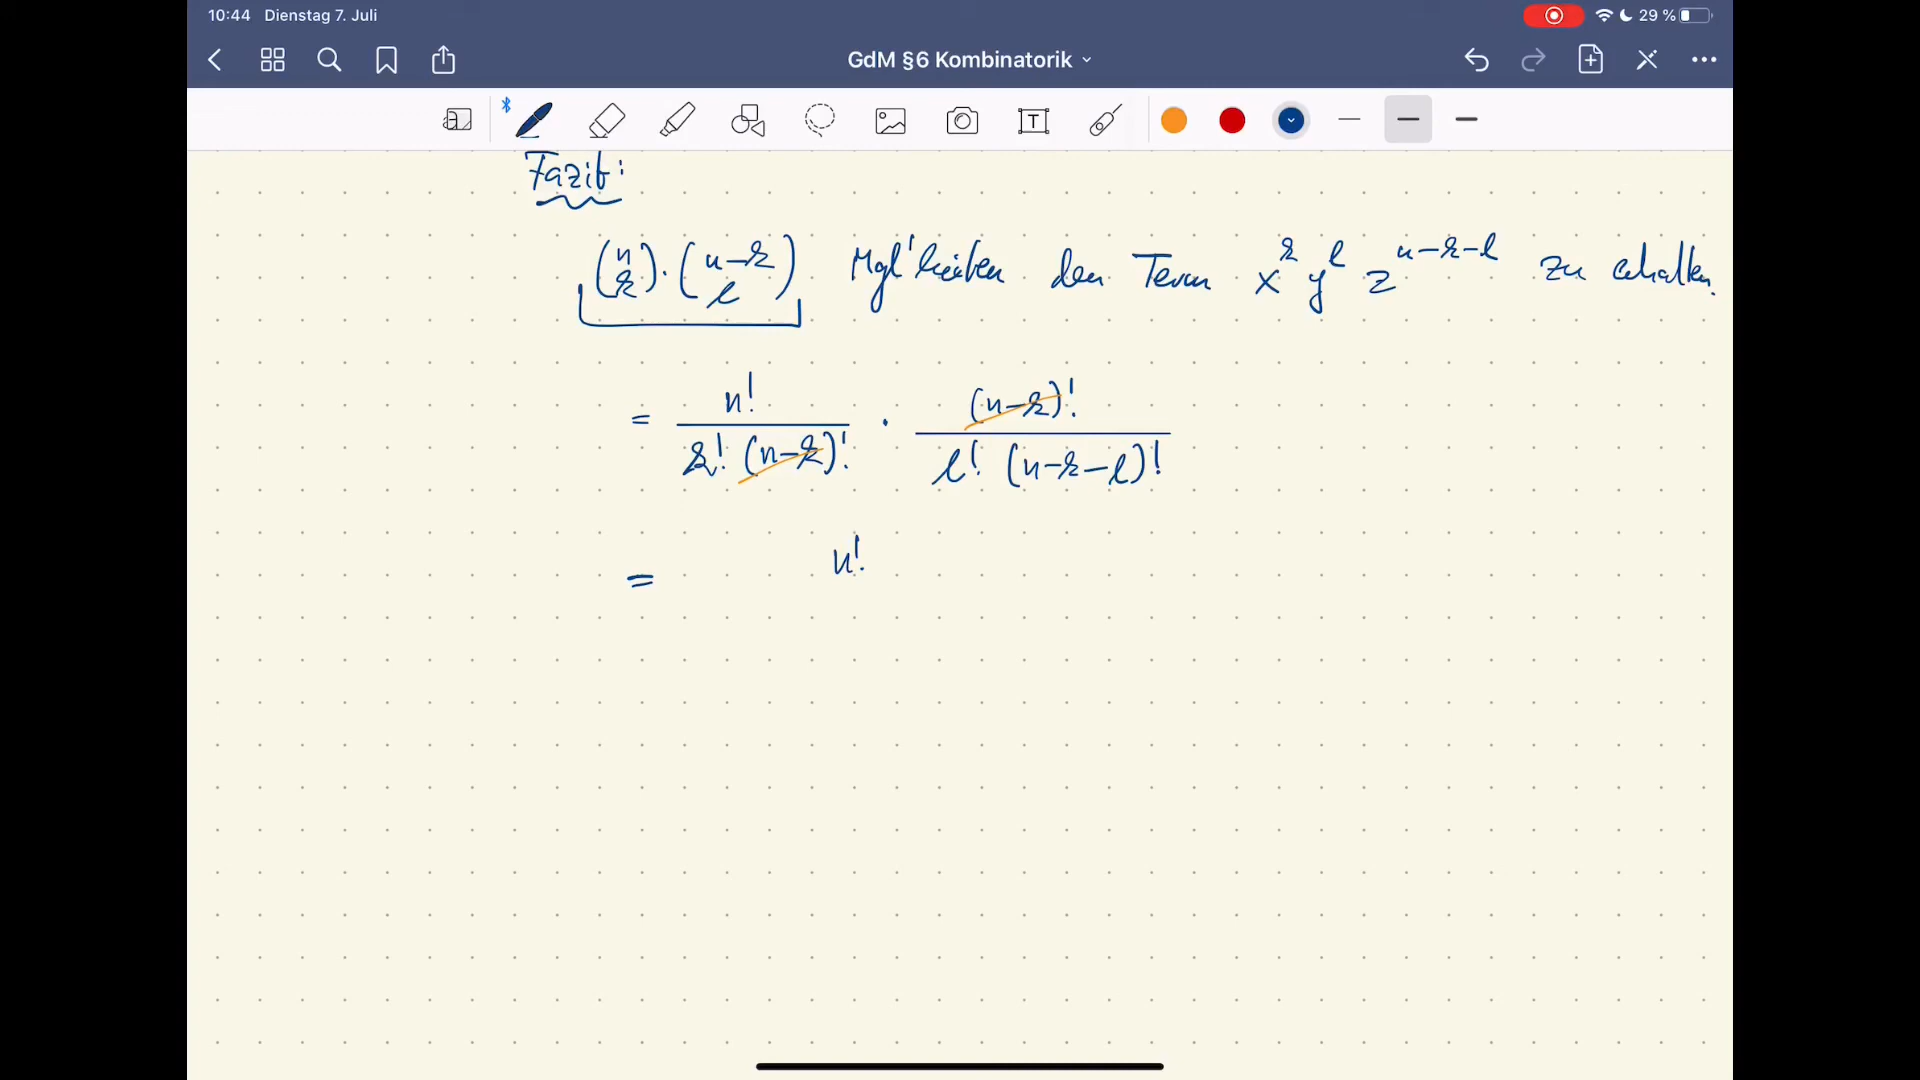 10:44 Dienstag 7. Juli 29 %
GdM §6 Kombinatorik
T
Fazit:
(n k) · (n-k l) Mgl'keiten den Term x^k y^l z^{n-k-l} zu erhalten.
= n! / (k! (n-k)!) · (n-k)! / (l! (n-k-l)!)
= n!